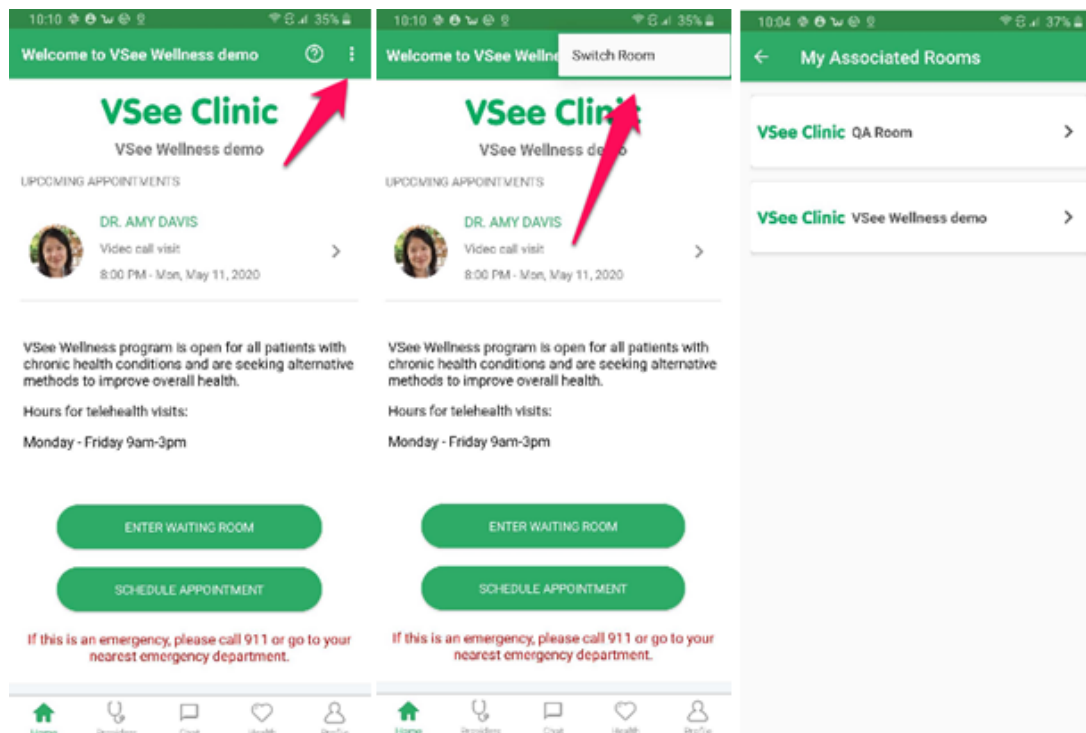 10:10
35%
Welcome to VSee Wellness demo
VSee Clinic
VSee Wellness demo
UPCOMING APPOINTMENTS
DR. AMY DAVIS
Video call visit
8:00 PM - Mon, May 11, 2020
VSee Wellness program is open for all patients with
chronic health conditions and are seeking alternative
methods to improve overall health.
Hours for telehealth visits:
Monday - Friday 9am-3pm
ENTER WAITING ROOM
SCHEDULE APPOINTMENT
If this is an emergency, please call 911 or go to your
nearest emergency department.
10:10
35%
Welcome to VSee Wellne
Switch Room
VSee Clinic
VSee Wellness demo
UPCOMING APPOINTMENTS
DR. AMY DAVIS
Video call visit
8:00 PM - Mon, May 11, 2020
VSee Wellness program is open for all patients with
chronic health conditions and are seeking alternative
methods to improve overall health.
Hours for telehealth visits:
Monday - Friday 9am-3pm
ENTER WAITING ROOM
SCHEDULE APPOINTMENT
If this is an emergency, please call 911 or go to your
nearest emergency department.
10:04
37%
My Associated Rooms
VSee Clinic QA Room
VSee Clinic VSee Wellness demo